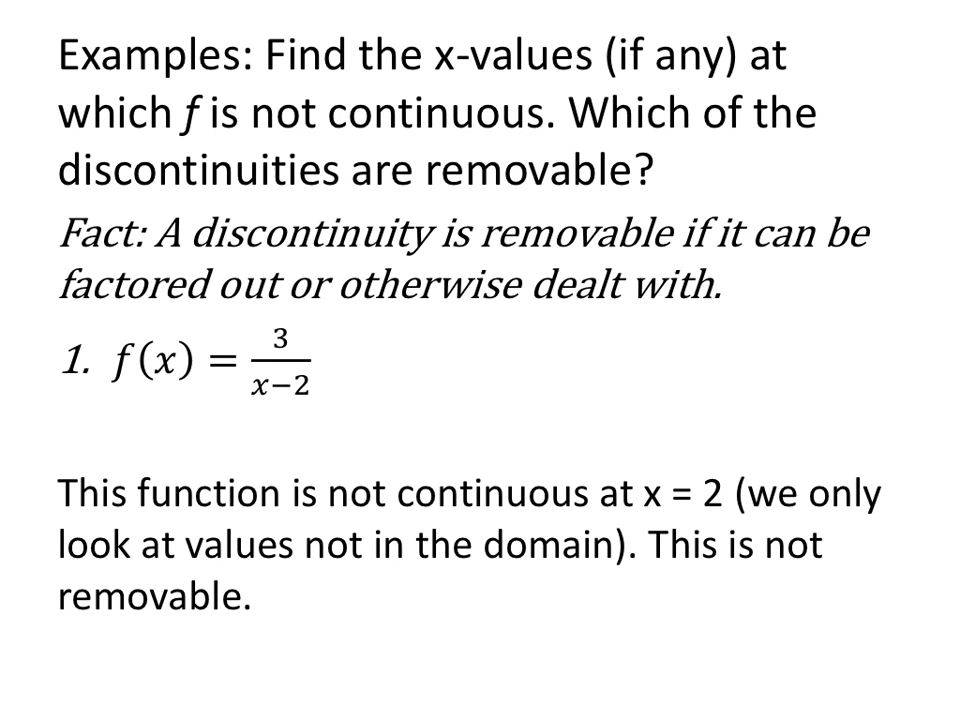 Examples: Find the x-values (if any) at
which f is not continuous. Which of the
discontinuities are removable?
Fact: A discontinuity is removable if it can be
factored out or otherwise dealt with.
1. f(x) = 3/(x−2)
This function is not continuous at x = 2 (we only
look at values not in the domain). This is not
removable.